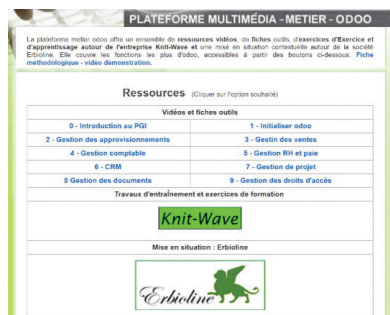 PLATEFORME MULTIMÉDIA - METIER - ODOO
La plateforme metier odoo offre un ensemble de ressources vidéos, de fiches outils, d'exercices d'Exercice et
d'apprentissage autour de l'entreprise Knit-Wave et une mise en situation contextuelle autour de la société
Erbioline. Elle couvre les fonctions les plus d'odoo, accessibles à partir des boutons ci-dessous. Fiche
méthodologique - vidéo démonstration.
Ressources (Cliquer sur l'option souhaité)
Vidéos et fiches outils
0 - Introduction au PGI 1 - Initialiser odoo
2 - Gestion des approvisionnements 3 - Gestin des ventes
4 - Gestion comptable 5 - Gestion RH et paie
6 - CRM 7 - Gestion de projet
8 Gestion des documents 9 - Gestion des droits d'accès
Travaux d'entraînement et exercices de formation
Knit-Wave
Mise en situation : Erbioline
Erbioline